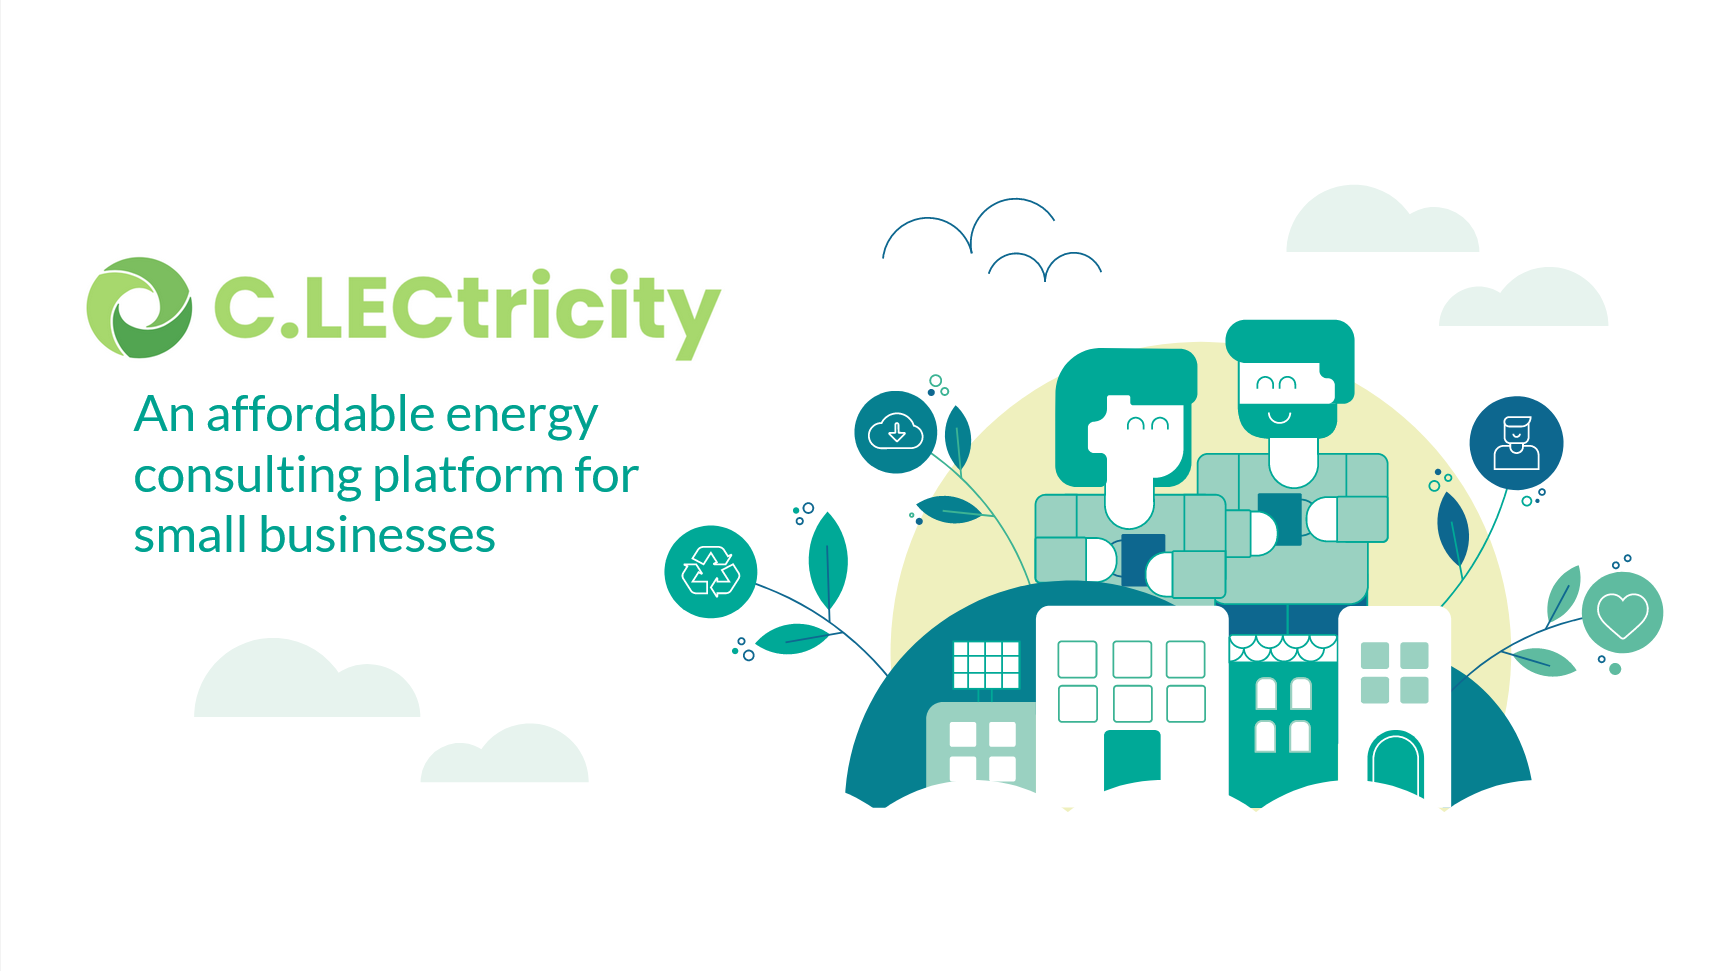 C.LECtricity
An affordable energy
consulting platform for
small businesses